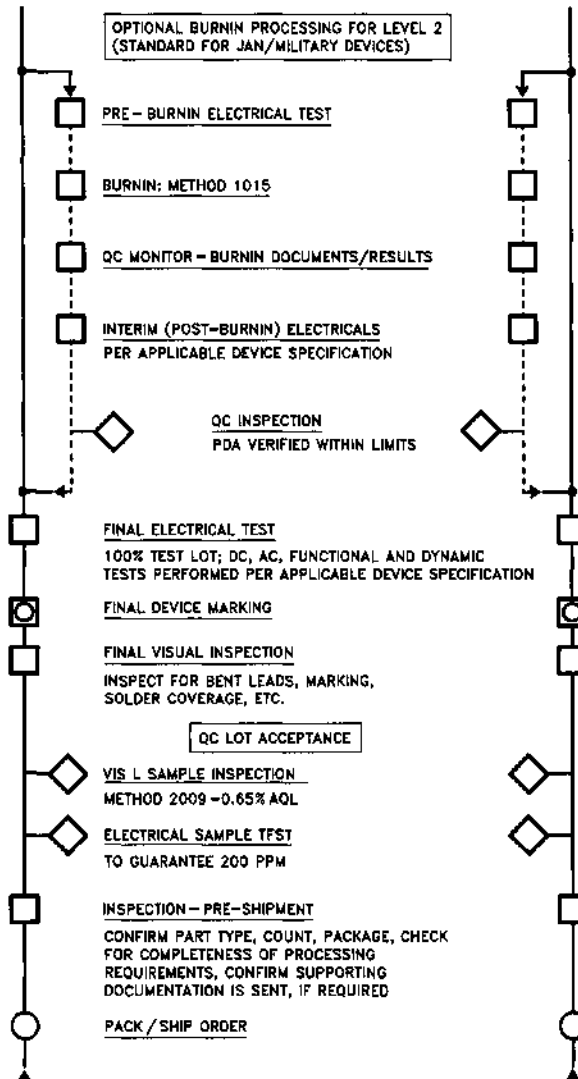 OPTIONAL BURNIN PROCESSING FOR LEVEL 2
(STANDARD FOR JAN/MILITARY DEVICES)
PRE-BURNIN ELECTRICAL TEST
BURNIN: METHOD 1015
QC MONITOR-BURNIN DOCUMENTS/RESULTS
INTERIM (POST-BURNIN) ELECTRICALS
PER APPLICABLE DEVICE SPECIFICATION
QC INSPECTION
PDA VERIFIED WITHIN LIMITS
FINAL ELECTRICAL TEST
100% TEST LOT; DC, AC, FUNCTIONAL AND DYNAMIC
TESTS PERFORMED PER APPLICABLE DEVICE SPECIFICATION
FINAL DEVICE MARKING
FINAL VISUAL INSPECTION
INSPECT FOR BENT LEADS, MARKING,
SOLDER COVERAGE, ETC.
QC LOT ACCEPTANCE
VIS L SAMPLE INSPECTION
METHOD 2009-0.65% AQL
ELECTRICAL SAMPLE TFST
TO GUARANTEE 200 PPM
INSPECTION-PRE-SHIPMENT
CONFIRM PART TYPE, COUNT, PACKAGE, CHECK
FOR COMPLETENESS OF PROCESSING
REQUIREMENTS, CONFIRM SUPPORTING
DOCUMENTATION IS SENT, IF REQUIRED
PACK/SHIP ORDER